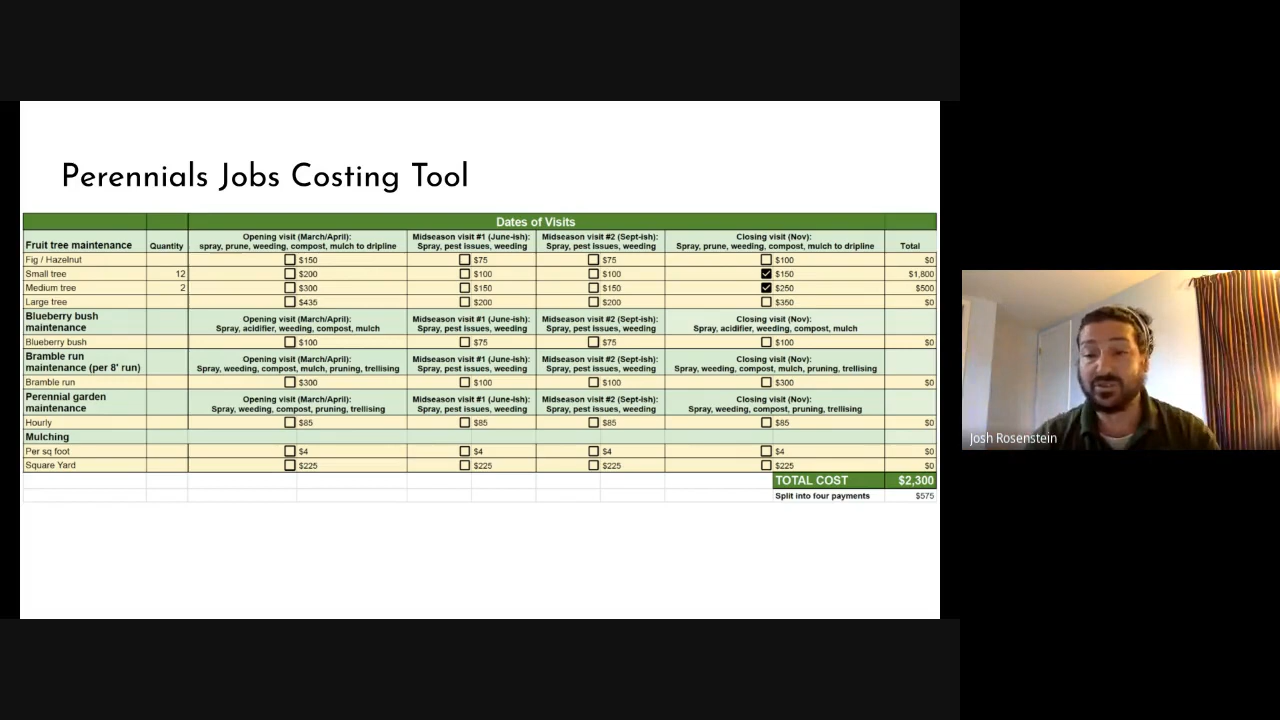 Perennials Jobs Costing Tool
Dates of Visits
Fruit tree maintenance Quantity Opening visit (March/April): spray, prune, weeding, compost, mulch to dripline Midseason visit #1 (June-ish): Spray, pest issues, weeding Midseason visit #2 (Sept-ish): Spray, pest issues, weeding Closing visit (Nov): Spray, prune, weeding, compost, mulch to dripline Total
Fig / Hazelnut $150 $75 $75 $100 $0
Small tree 12 $200 $100 $100 $150 $1,800
Medium tree 2 $300 $150 $150 $250 $500
Large tree $435 $200 $200 $350 $0
Blueberry bush maintenance Opening visit (March/April): Spray, acidifier, weeding, compost, mulch Midseason visit #1 (June-ish): Spray, pest issues, weeding Midseason visit #2 (Sept-ish): Spray, pest issues, weeding Closing visit (Nov): Spray, acidifier, weeding, compost, mulch
Blueberry bush $100 $75 $75 $100 $0
Bramble run maintenance (per 8' run) Opening visit (March/April): Spray, weeding, compost, mulch, pruning, trellising Midseason visit #1 (June-ish): Spray, pest issues, weeding Midseason visit #2 (Sept-ish): Spray, pest issues, weeding Closing visit (Nov): Spray, weeding, compost, mulch, pruning, trellising
Bramble run $300 $100 $100 $300 $0
Perennial garden maintenance Opening visit (March/April): Spray, weeding, compost, pruning, trellising Midseason visit #1 (June-ish): Spray, pest issues, weeding Midseason visit #2 (Sept-ish): Spray, pest issues, weeding Closing visit (Nov): Spray, weeding, compost, pruning, trellising
Hourly $85 $85 $85 $85 $0
Mulching
Per sq foot $4 $4 $4 $4 $0
Square Yard $225 $225 $225 $225 $0
TOTAL COST $2,300
Split into four payments $575
Josh Rosenstein